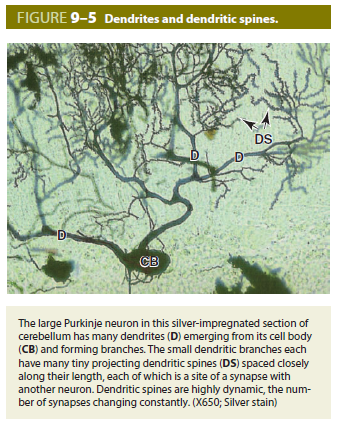 FIGURE 9–5 Dendrites and dendritic spines.
DS
D
D
D
CB
The large Purkinje neuron in this silver-impregnated section of
cerebellum has many dendrites (D) emerging from its cell body
(CB) and forming branches. The small dendritic branches each
have many tiny projecting dendritic spines (DS) spaced closely
along their length, each of which is a site of a synapse with
another neuron. Dendritic spines are highly dynamic, the num-
ber of synapses changing constantly. (X650; Silver stain)